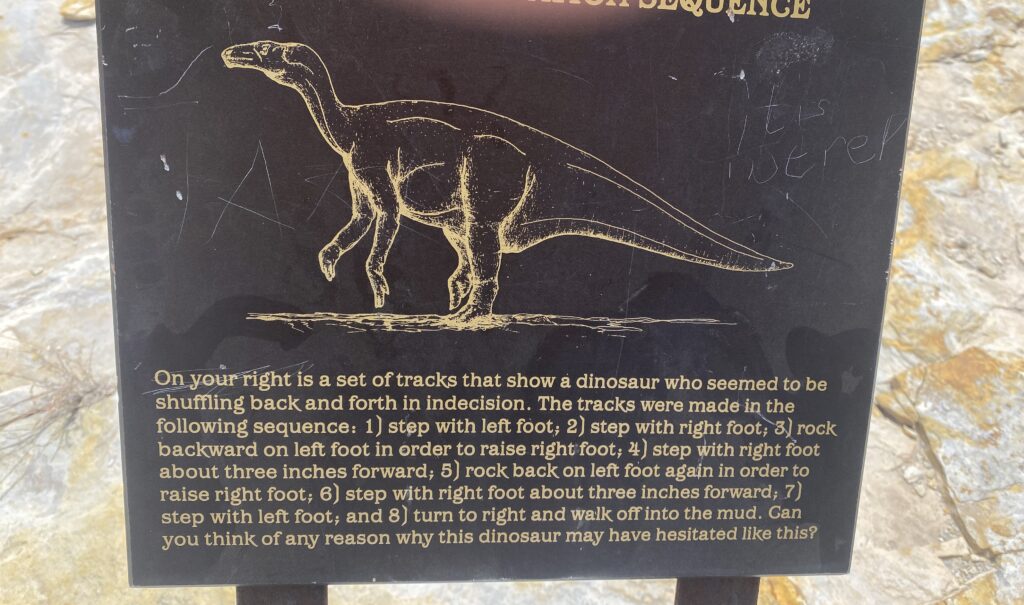 SEQUENCE
it is
On your right is a set of tracks that show a dinosaur who seemed to be
shuffling back and forth in indecision. The tracks were made in the
following sequence: 1) step with left foot; 2) step with right foot; 3) rock
backward on left foot in order to raise right foot; 4) step with right foot
about three inches forward; 5) rock back on left foot again in order to
raise right foot; 6) step with right foot about three inches forward; 7)
step with left foot; and 8) turn to right and walk off into the mud. Can
you think of any reason why this dinosaur may have hesitated like this?